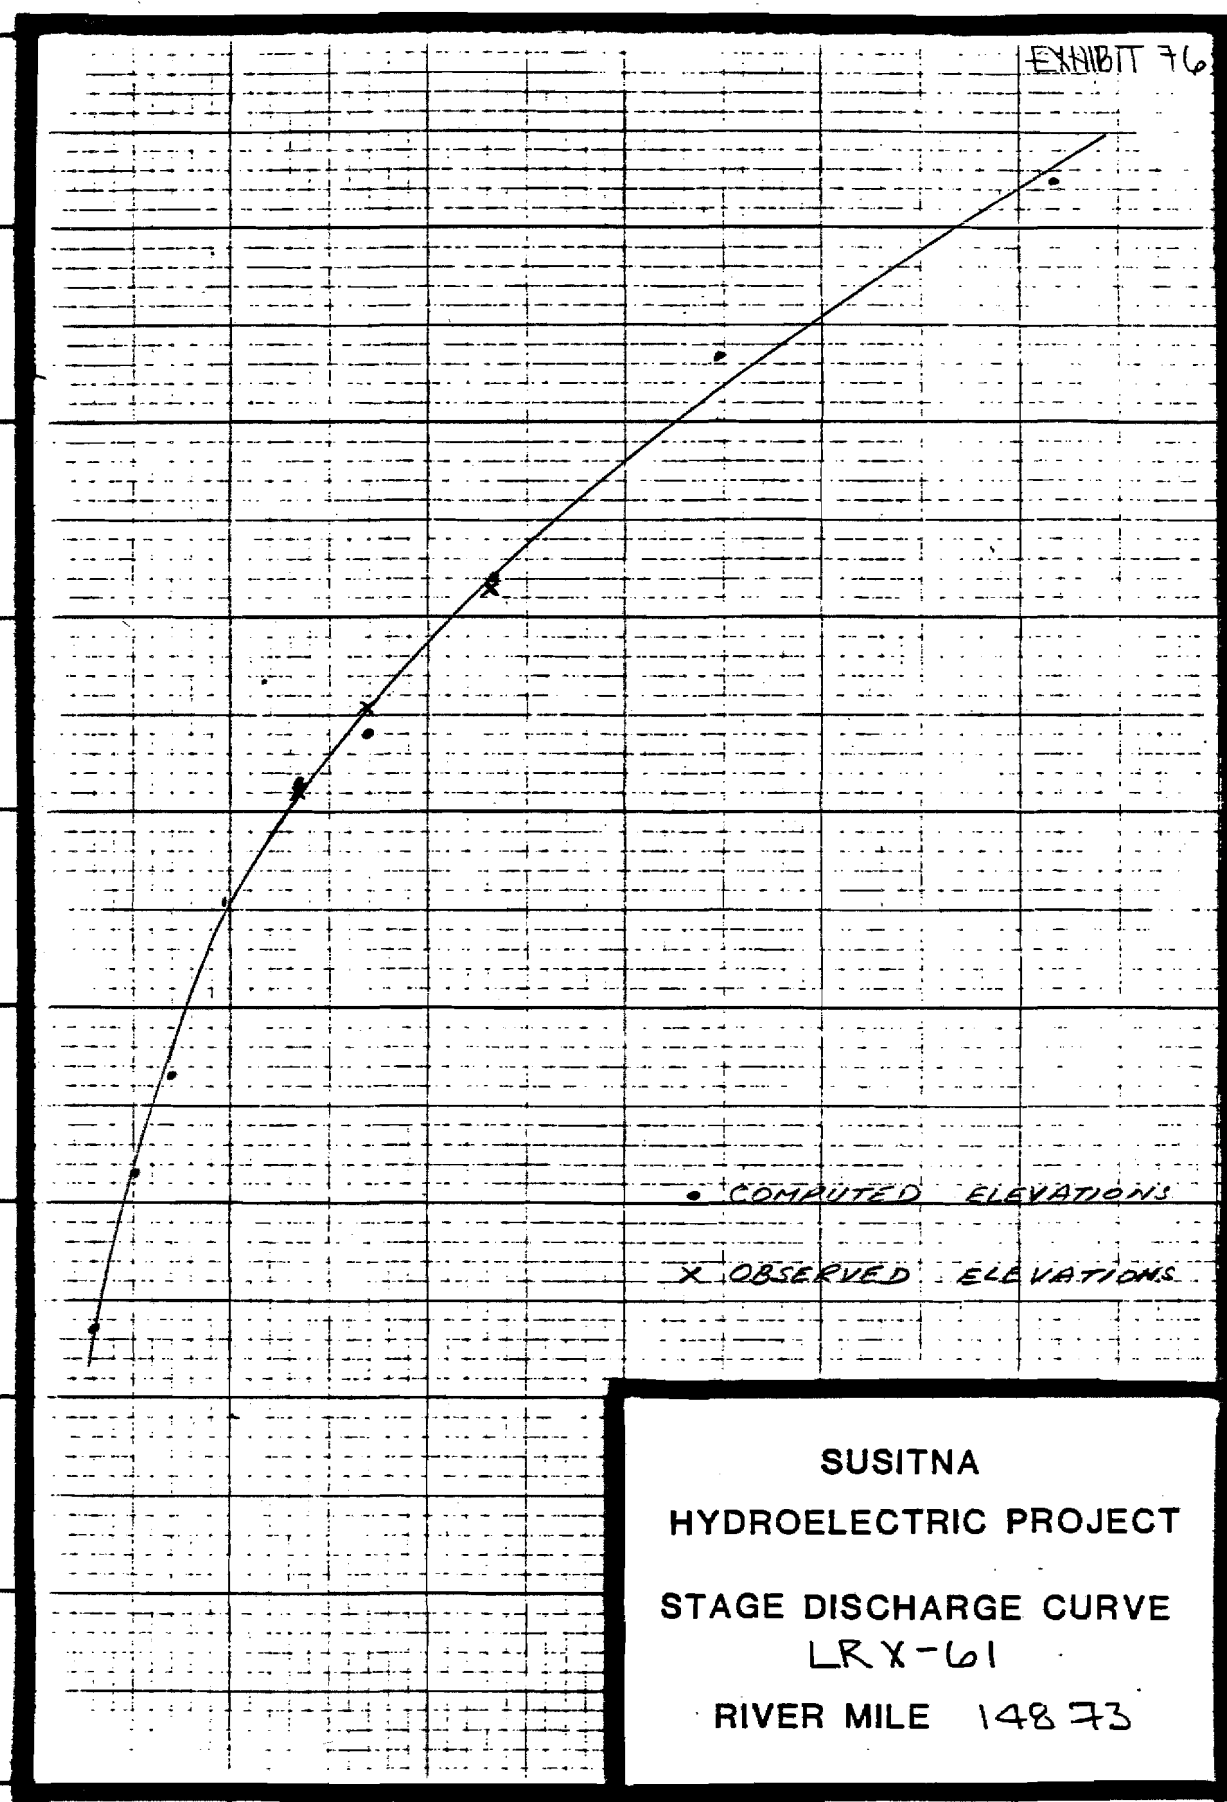 EXHIBIT 76
• COMPUTED ELEVATIONS
X OBSERVED ELEVATIONS
SUSITNA
HYDROELECTRIC PROJECT
STAGE DISCHARGE CURVE
LRX-61
RIVER MILE 148 73